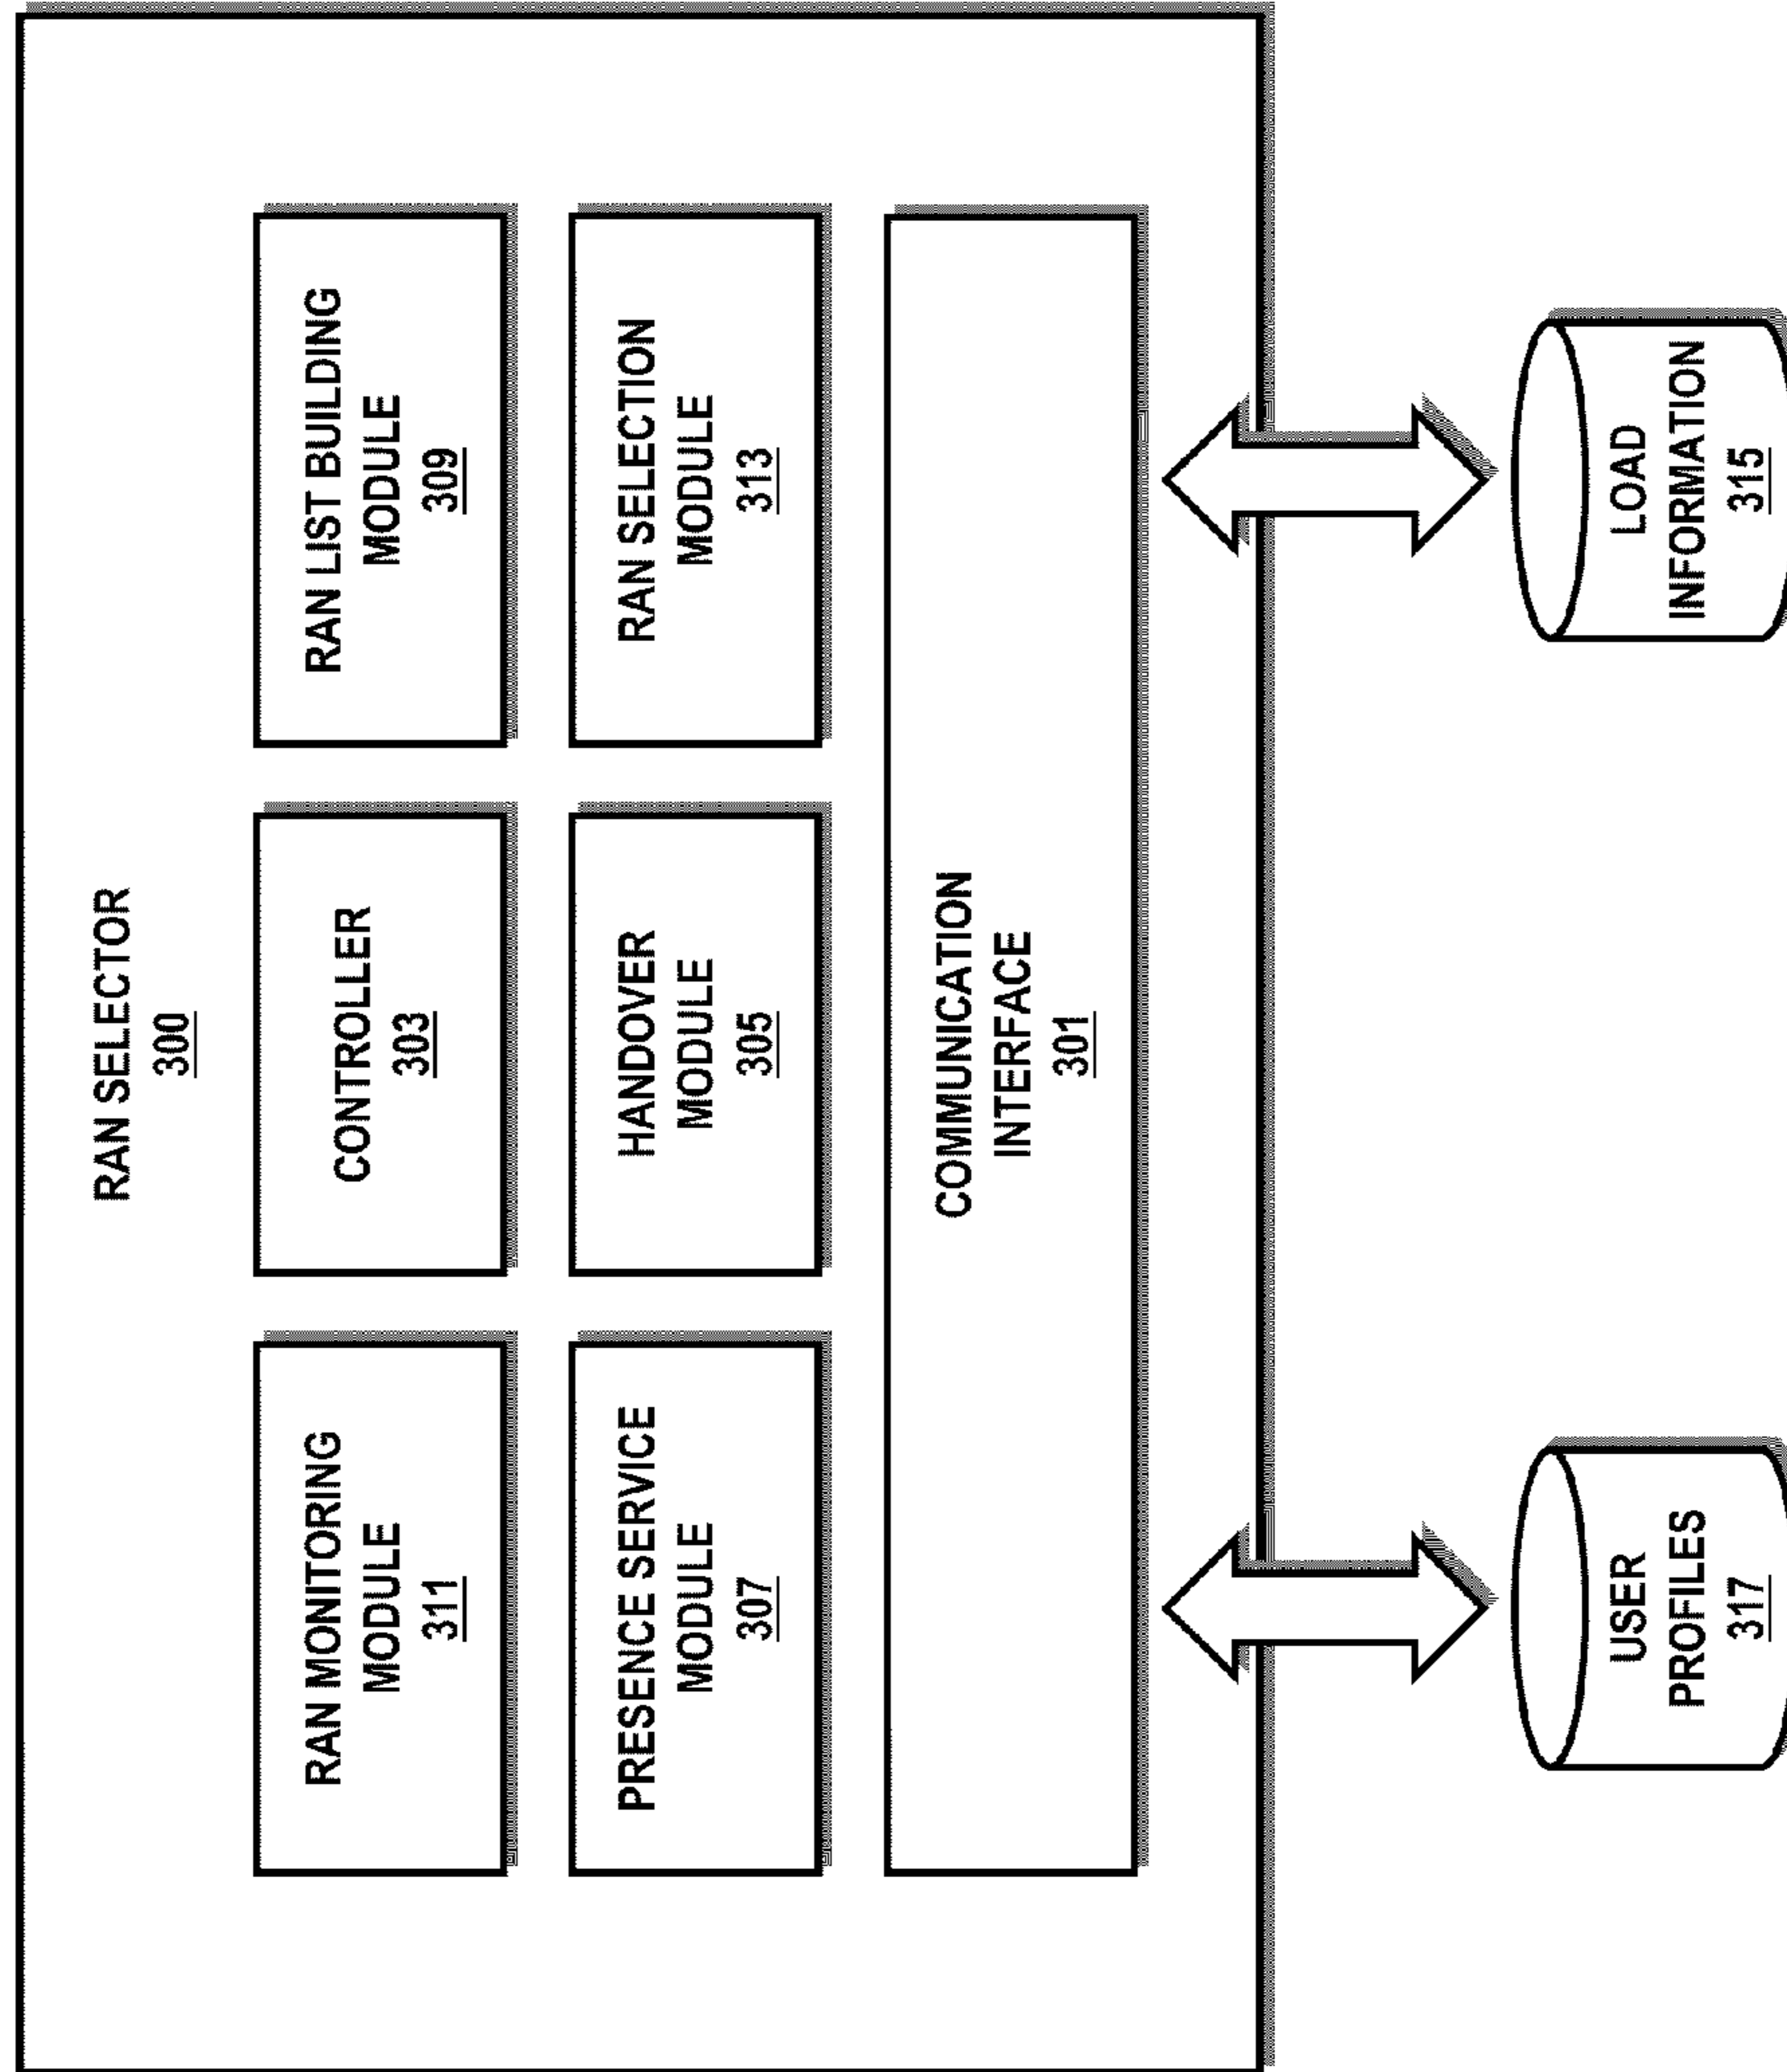 RAN SELECTOR
300
RAN MONITORING
MODULE
311
CONTROLLER
303
RAN LIST BUILDING
MODULE
309
PRESENCE SERVICE
MODULE
307
HANDOVER
MODULE
305
RAN SELECTION
MODULE
313
COMMUNICATION
INTERFACE
301
USER
PROFILES
317
LOAD
INFORMATION
315